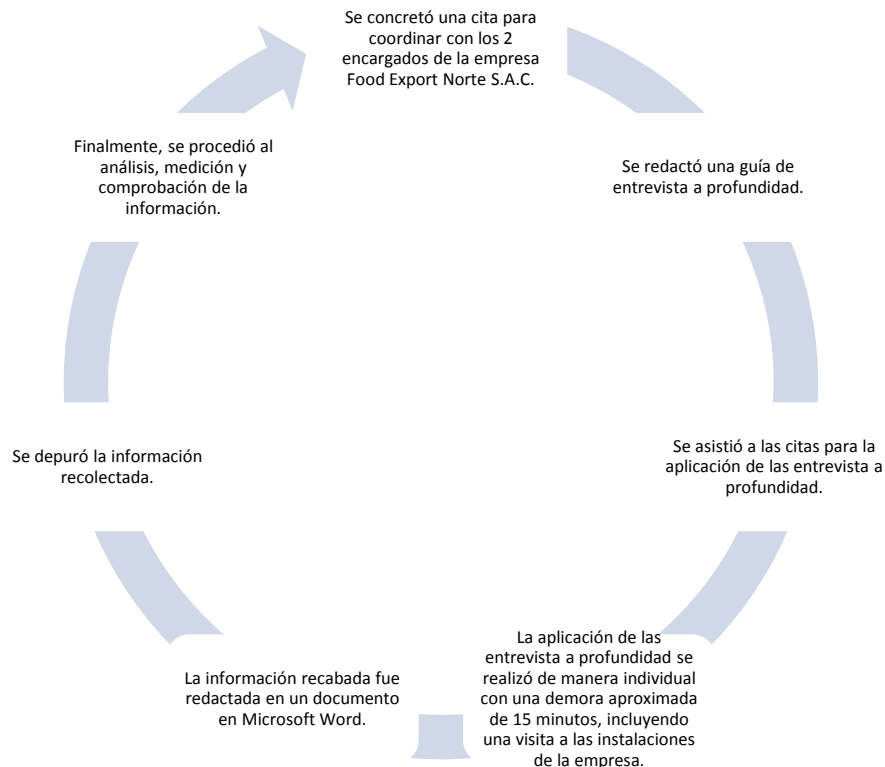 Se concretó una cita para
coordinar con los 2
encargados de la empresa
Food Export Norte S.A.C.
Se redactó una guía de
entrevista a profundidad.
Se asistió a las citas para la
aplicación de las entrevista a
profundidad.
La aplicación de las
entrevista a profundidad se
realizó de manera individual
con una demora aproximada
de 15 minutos, incluyendo
una visita a las instalaciones
de la empresa.
La información recabada fue
redactada en un documento
en Microsoft Word.
Se depuró la información
recolectada.
Finalmente, se procedió al
análisis, medición y
comprobación de la
información.